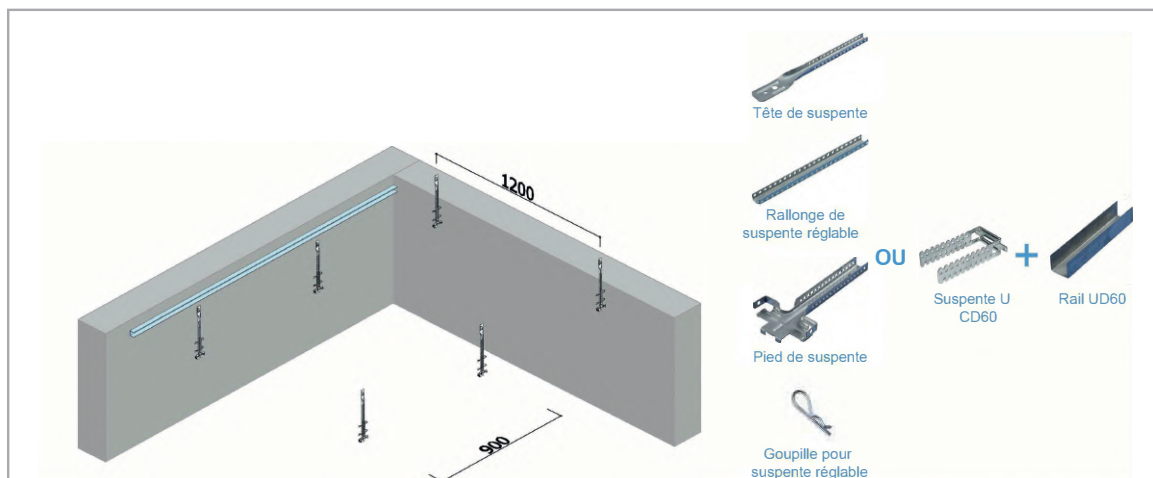 1200
900
Tête de suspente
Rallonge de
suspente réglable
OU
+
Suspente U
CD60
Rail UD60
Pied de suspente
Goupille pour
suspente réglable